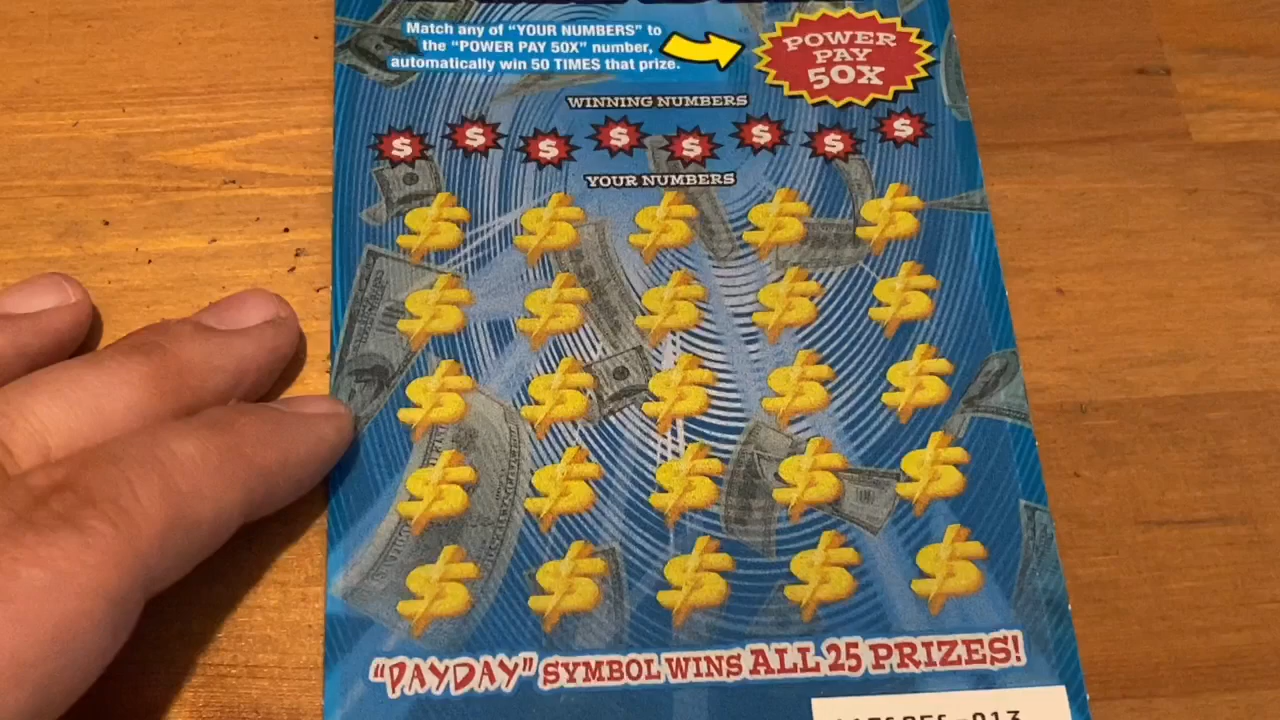 Match any of "YOUR NUMBERS" to
the "POWER PAY 50X" number,
automatically win 50 TIMES that prize.
POWER
PAY
50X
WINNING NUMBERS
$ $ $ $ $ $ $ $
YOUR NUMBERS
$ $ $ $ $
$ $ $ $ $
$ $ $ $ $
$ $ $ $ $
$ $ $ $ $
"PAYDAY" SYMBOL WINS ALL 25 PRIZES!